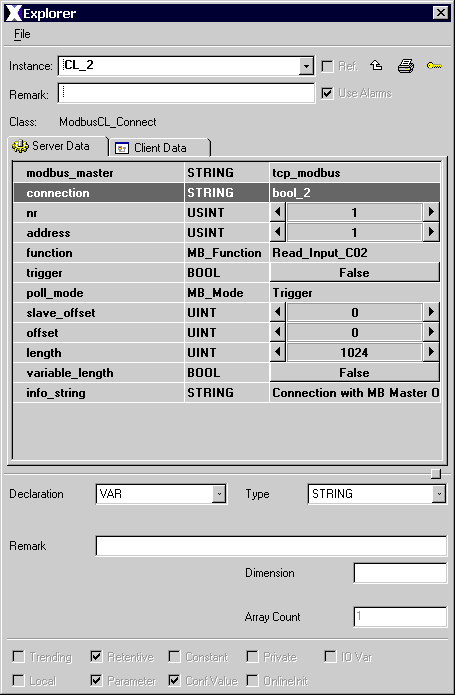 Explorer
File
Instance: CL_2 Ref.
Remark: Use Alarms
Class: ModbusCL_Connect
Server Data Client Data
modbus_master STRING tcp_modbus
connection STRING bool_2
nr USINT 1
address USINT 1
function MB_Function Read_Input_C02
trigger BOOL False
poll_mode MB_Mode Trigger
slave_offset UINT 0
offset UINT 0
length UINT 1024
variable_length BOOL False
info_string STRING Connection with MB Master O
Declaration VAR Type STRING
Remark
Dimension
Array Count 1
Trending Retentive Constant Private IO Var
Local Parameter Conf.Value OnlineInit